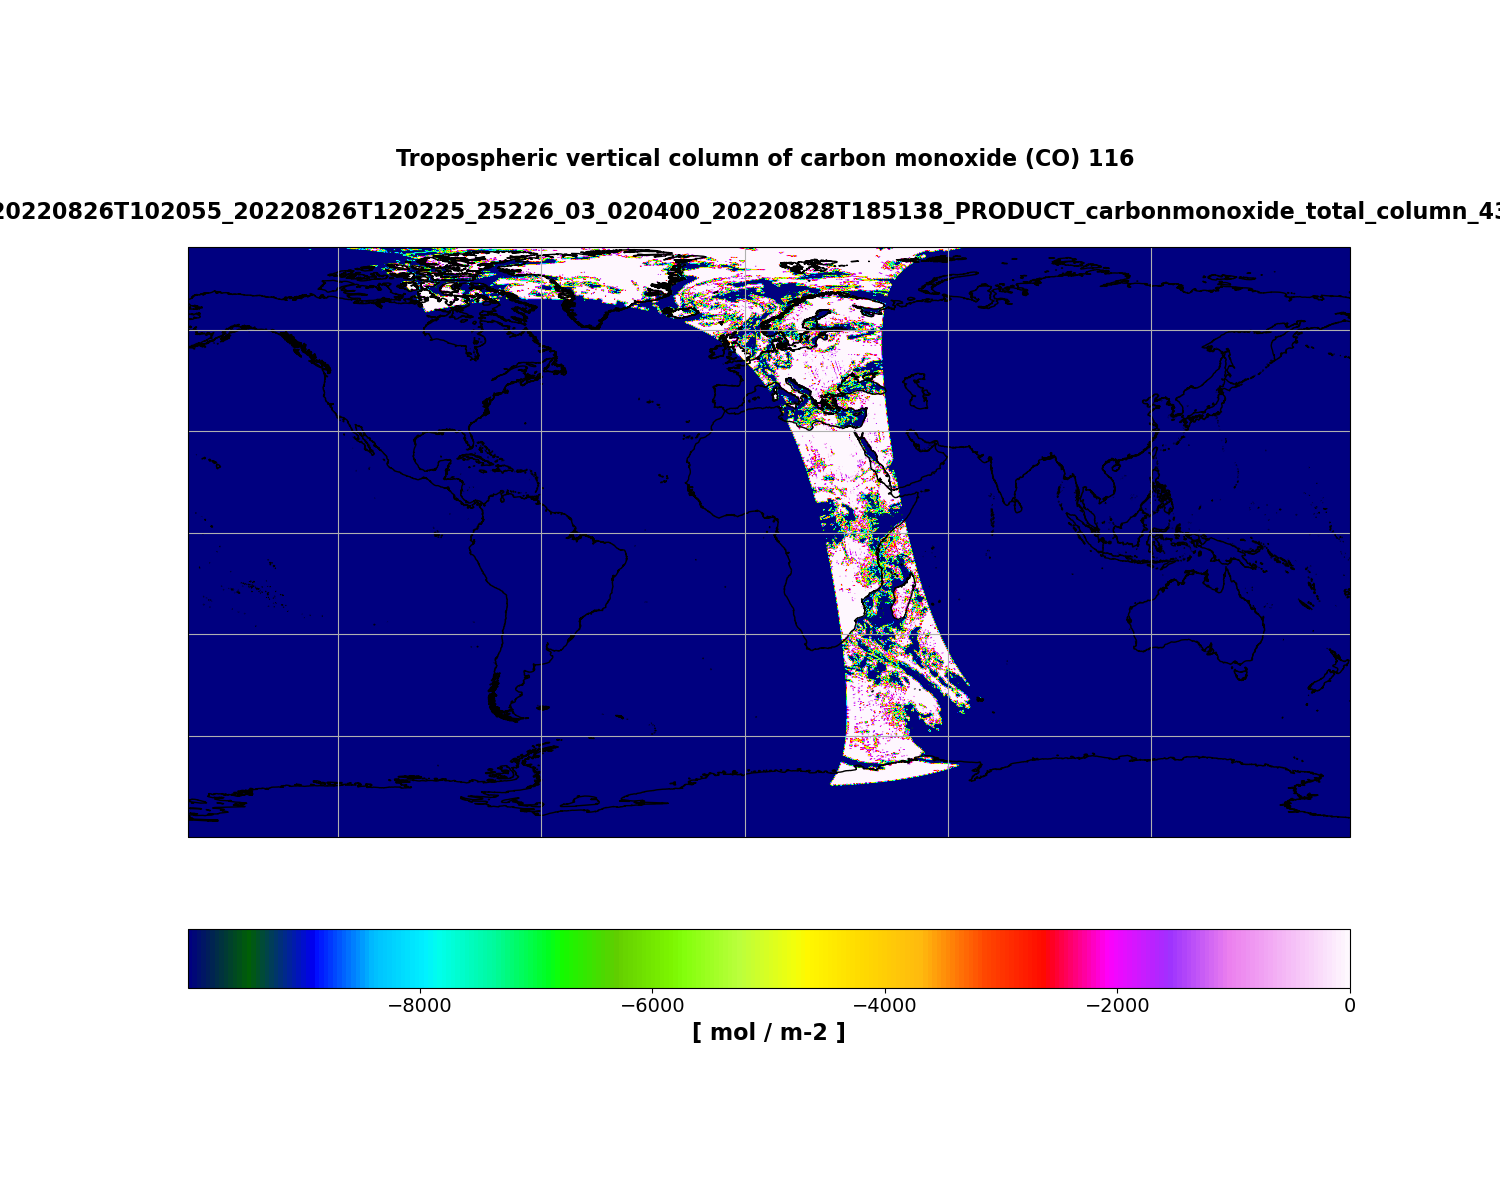 Tropospheric vertical column of carbon monoxide (CO) 116
20220826T102055_20220826T120225_25226_03_020400_20220828T185138_PRODUCT_carbonmonoxide_total_column_43
−8000 −6000 −4000 −2000 0
[ mol / m-2 ]